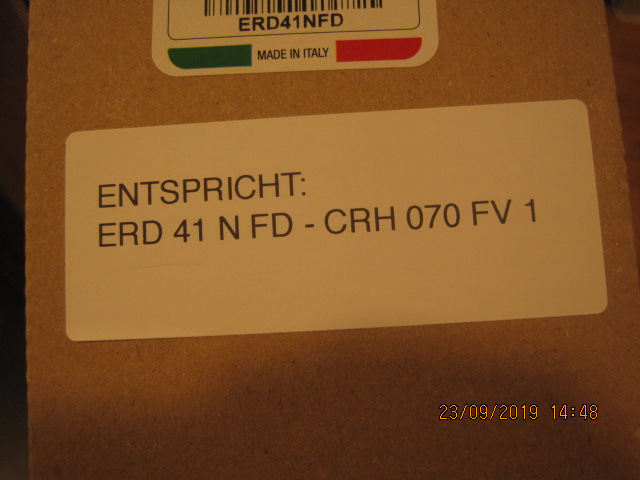 ERD41NFD
MADE IN ITALY
ENTSPRICHT:
ERD 41 N FD - CRH 070 FV 1
23/09/2019 14:48